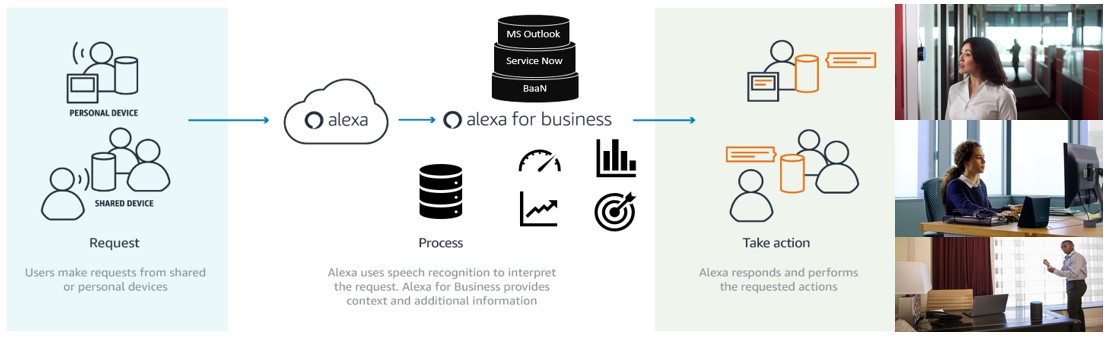 PERSONAL DEVICE
SHARED DEVICE
Request
Users make requests from shared
or personal devices
alexa
MS Outlook
Service Now
BaaN
alexa for business
Process
Alexa uses speech recognition to interpret
the request. Alexa for Business provides
context and additional information
Take action
Alexa responds and performs
the requested actions